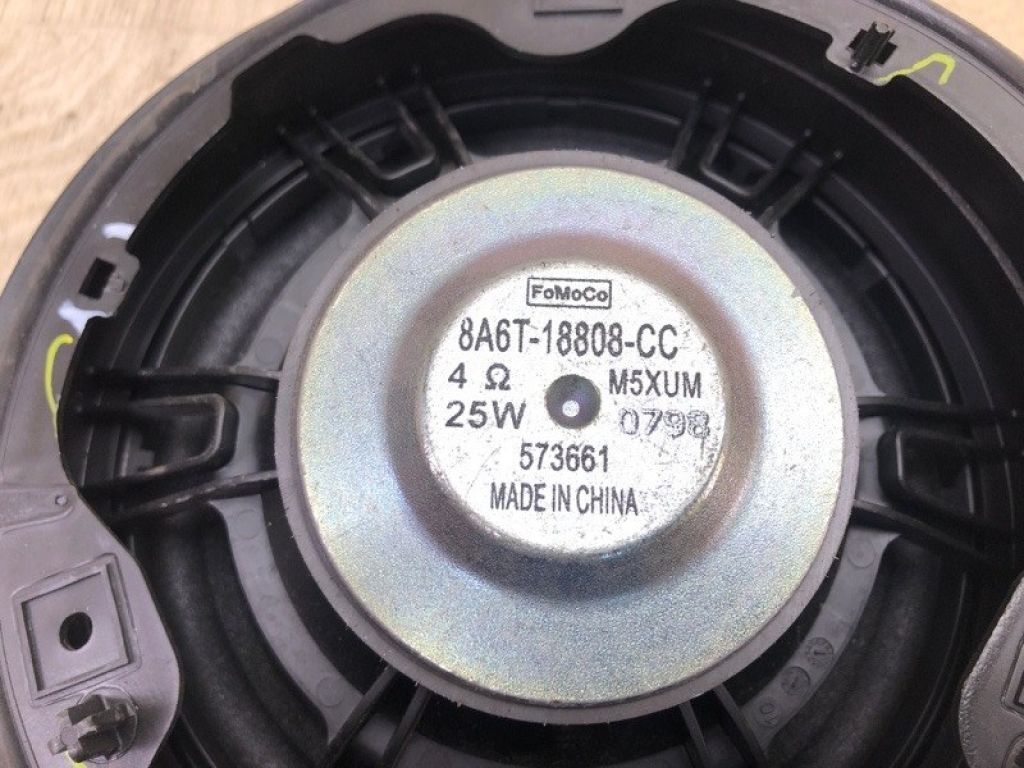 FoMoCo
8A6T-18808-CC
4 Ω M5XUM
25W 0798
573661
MADE IN CHINA